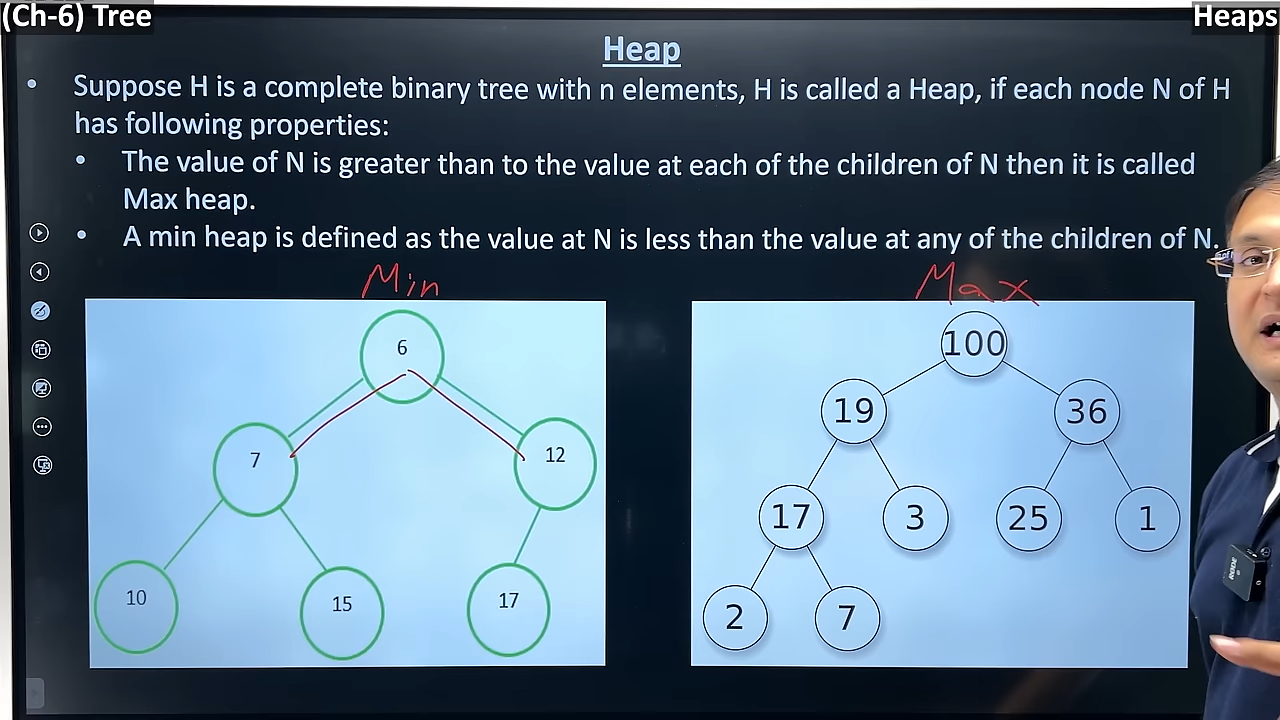 (Ch-6) Tree
Heaps
Heap
• Suppose H is a complete binary tree with n elements, H is called a Heap, if each node N of H
has following properties:
• The value of N is greater than to the value at each of the children of N then it is called
Max heap.
• A min heap is defined as the value at N is less than the value at any of the children of N.
Min
Max
6
7
12
10
15
17
100
19
36
17
3
25
1
2
7
RODE